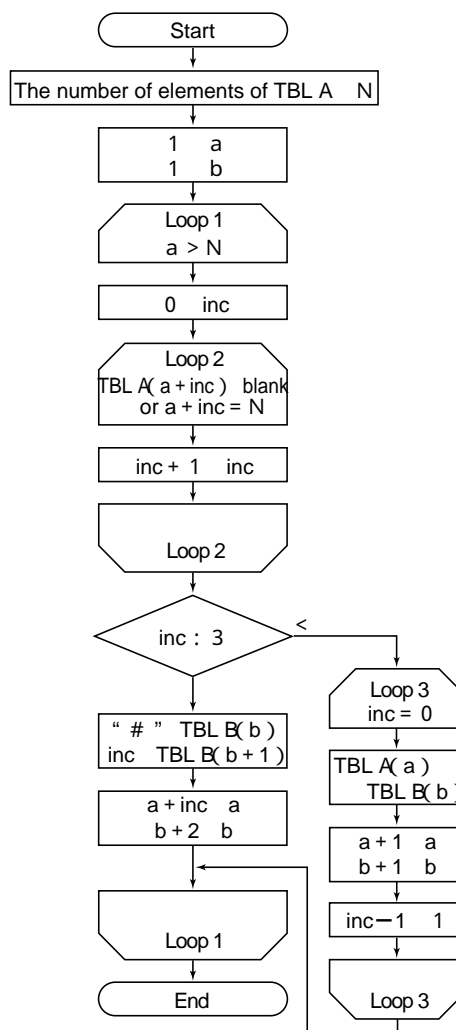 Start
The number of elements of TBL A N
1 a
1 b
Loop 1
a > N
0 inc
Loop 2
TBL A( a + inc ) blank
or a + inc = N
inc + 1 inc
Loop 2
inc : 3
<
“ # ” TBL B( b )
inc TBL B( b + 1 )
a + inc a
b + 2 b
Loop 1
End
Loop 3
inc = 0
TBL A( a )
TBL B( b )
a + 1 a
b + 1 b
inc − 1 1
Loop 3